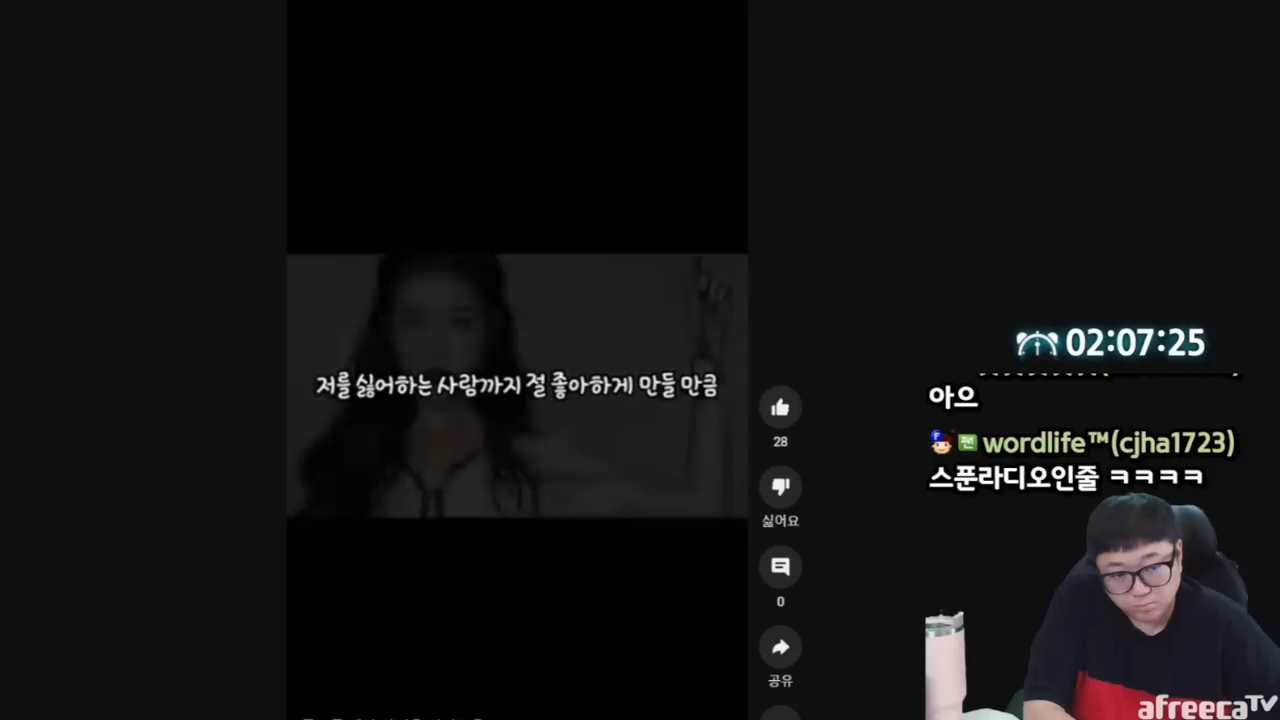 저를 싫어하는 사람까지 절 좋아하게 만들 만큼
28
싫어요
0
공유
02:07:25
아으
F 팬 wordlife™(cjha1723)
스푼라디오인줄 ㅋㅋㅋㅋ
afreecaTV